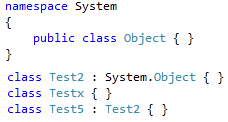 namespace System
{
    public class Object { }
}
class Test2 : System.Object { }
class Testx { }
class Test5 : Test2 { }